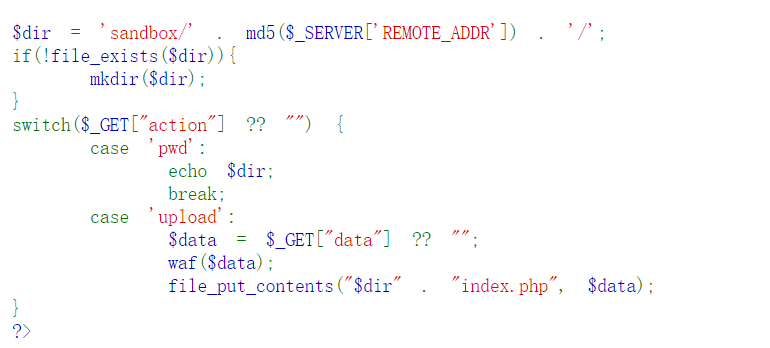 $dir = 'sandbox/' . md5($_SERVER['REMOTE_ADDR']) . '/';
if(!file_exists($dir)){
        mkdir($dir);
}
switch($_GET["action"] ?? "") {
        case 'pwd':
                echo $dir;
                break;
        case 'upload':
                $data = $_GET["data"] ?? "";
                waf($data);
                file_put_contents("$dir" . "index.php", $data);
}
?>